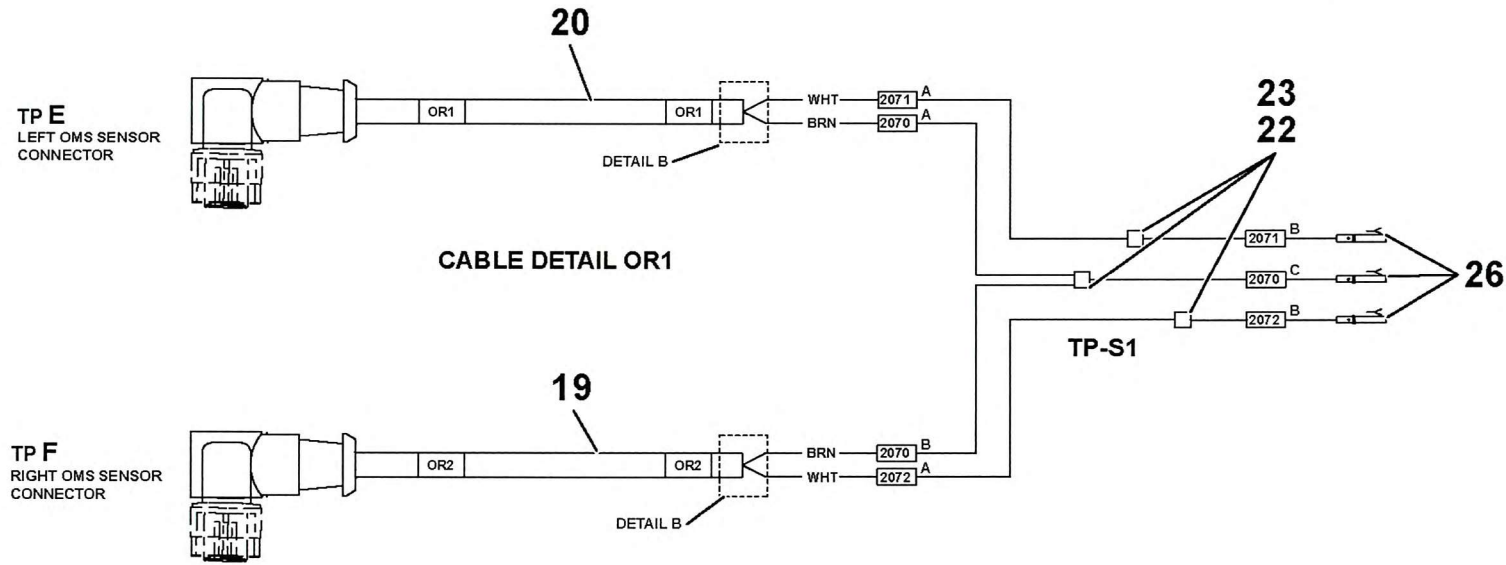 20
TP E
LEFT OMS SENSOR
CONNECTOR
OR1
OR1
WHT 2071 A
BRN 2070 A
DETAIL B
23
22
CABLE DETAIL OR1
2071 B
2070 C
2072 B
26
TP-S1
19
TP F
RIGHT OMS SENSOR
CONNECTOR
OR2
OR2
BRN 2070 B
WHT 2072 A
DETAIL B